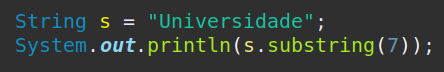 String s = "Universidade";
System.out.println(s.substring(7));